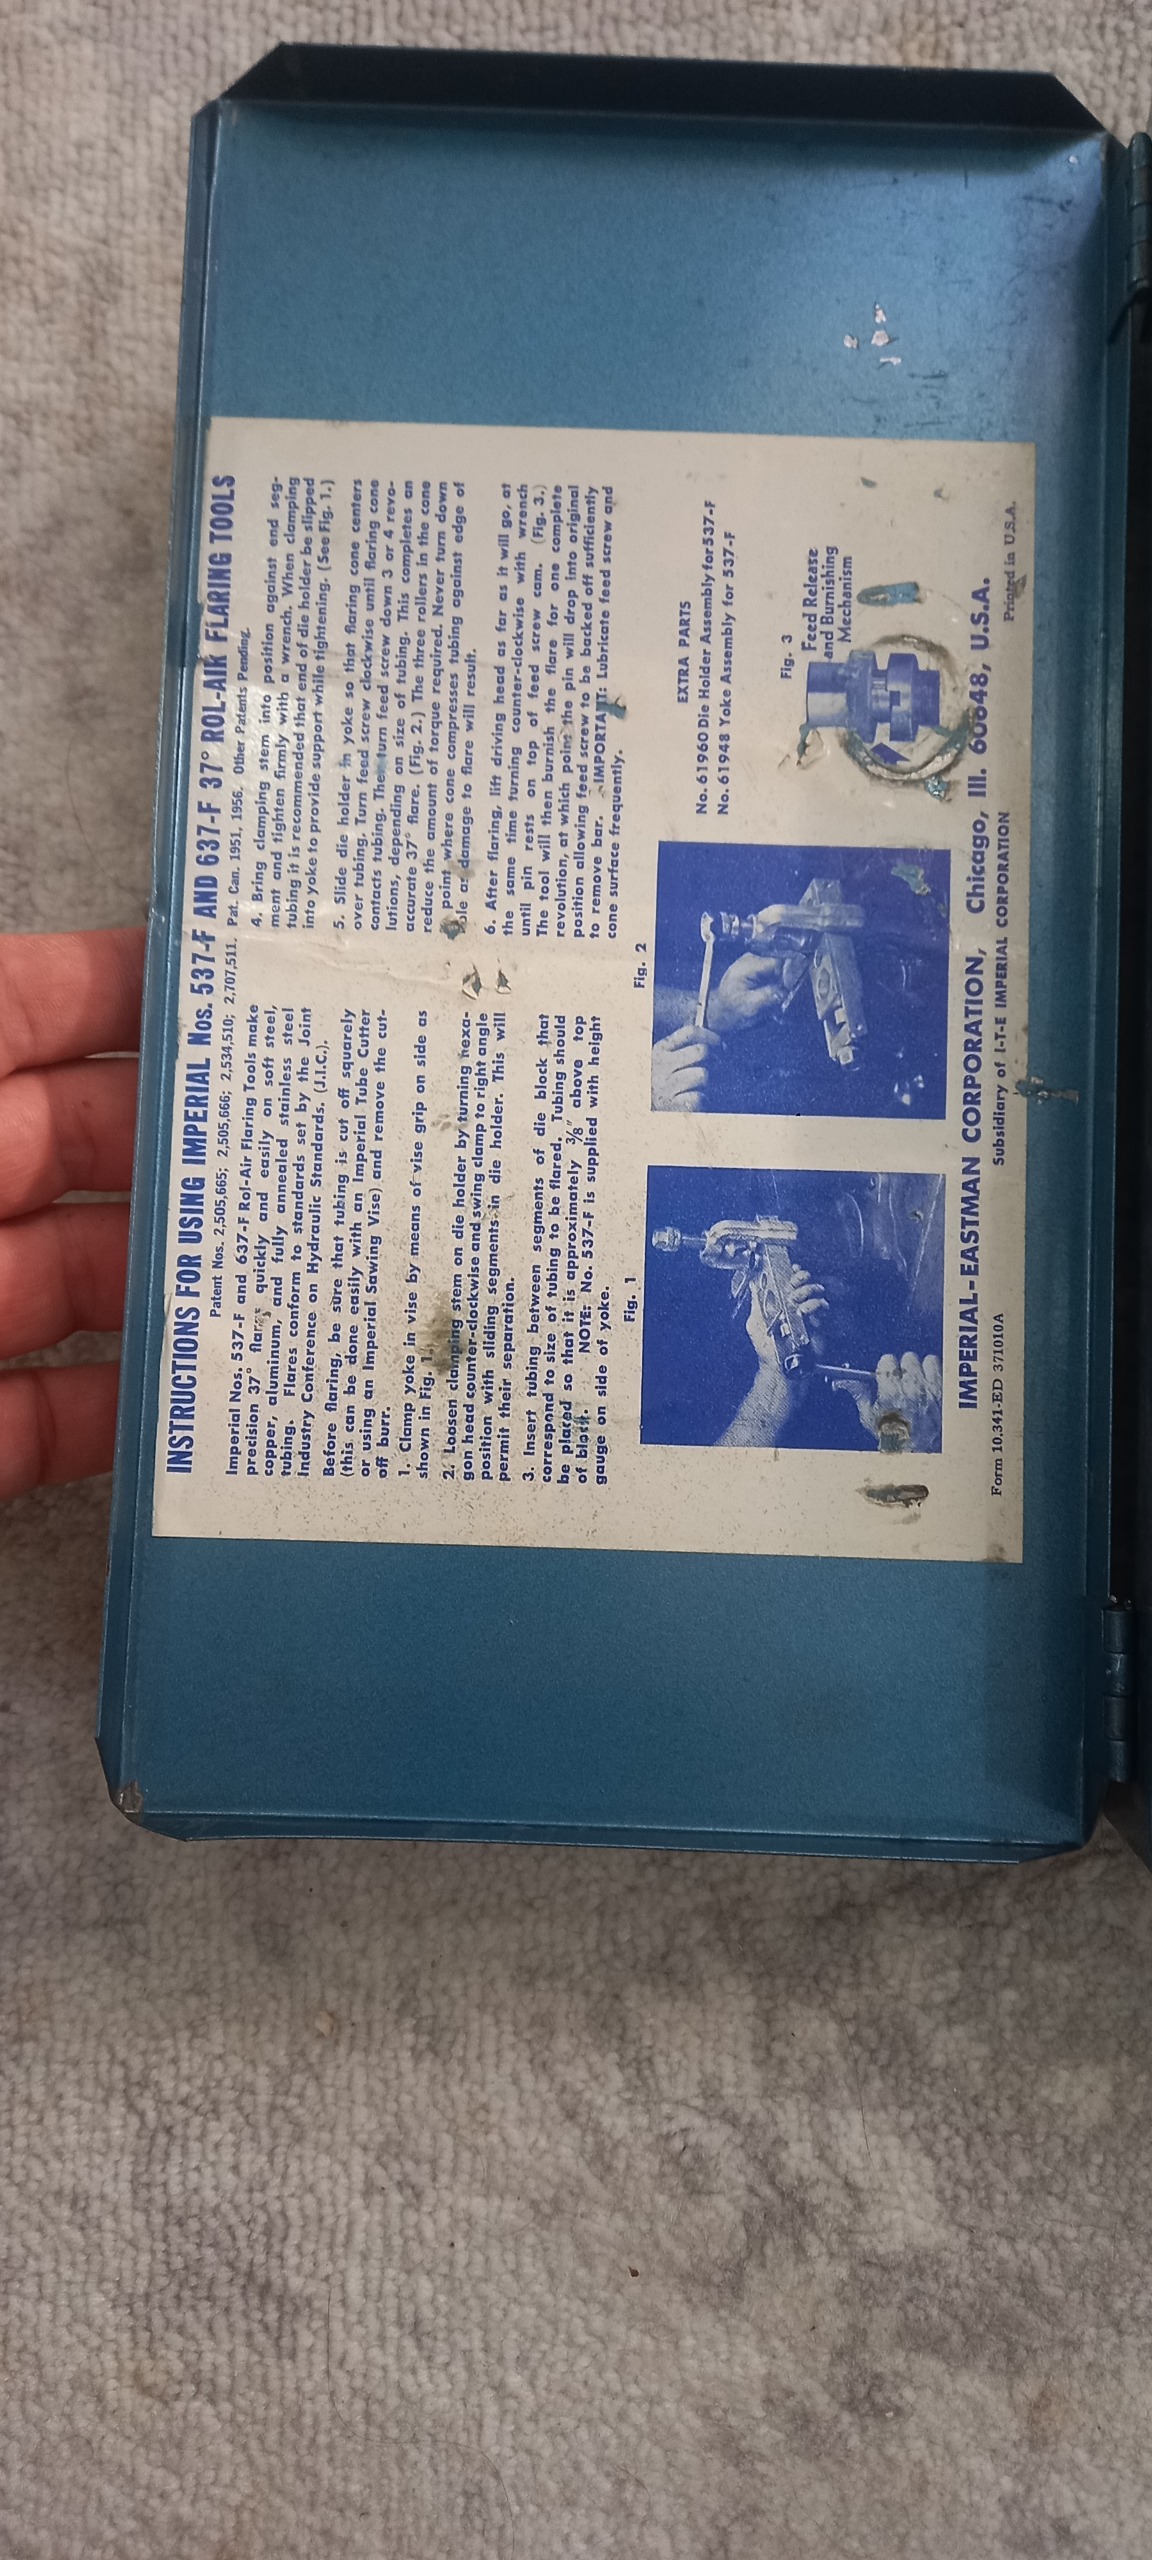 INSTRUCTIONS FOR USING IMPERIAL Nos. 537-F AND 637-F 37° ROL-AIR FLARING TOOLS
Patent Nos. 2,505,665; 2,505,666; 2,534,510; 2,707,511. Pat. Can. 1951, 1956. Other Patents Pending.
Imperial Nos. 537-F and 637-F Rol-Air Flaring Tools make
precision 37° flares quickly and easily on soft steel,
copper, aluminum, and fully annealed stainless steel
tubing. Flares conform to standards set by the Joint
Industry Conference on Hydraulic Standards. (J.I.C.).
Before flaring, be sure that tubing is cut off squarely
(this can be done easily with an Imperial Tube Cutter
or using an Imperial Sawing Vise) and remove the cut-
off burr.
1. Clamp yoke in vise by means of vise grip on side as
shown in Fig. 1.
2. Loosen clamping stem on die holder by turning hexa-
gon head counter-clockwise and swing clamp to right angle
position with sliding segments in die holder. This will
permit their separation.
3. Insert tubing between segments of die block that
correspond to size of tubing to be flared. Tubing should
be placed so that it is approximately 3/8" above top
of block. NOTE: No. 537-F is supplied with height
gauge on side of yoke.
4. Bring clamping stem into position against end seg-
ment and tighten firmly with a wrench. When clamping
tubing it is recommended that end of die holder be slipped
into yoke to provide support while tightening. (See Fig. 1.)
5. Slide die holder in yoke so that flaring cone centers
over tubing. Turn feed screw clockwise until flaring cone
contacts tubing. Then turn feed screw down 3 or 4 revo-
lutions, depending on size of tubing. This completes an
accurate 37° flare. (Fig. 2.) The three rollers in the cone
reduce the amount of torque required. Never turn down
point where cone compresses tubing against edge of
as damage to flare will result.
6. After flaring, lift driving head as far as it will go, at
the same time turning counter-clockwise with wrench
until pin rests on top of feed screw cam. (Fig. 3.)
The tool will then burnish the flare for one complete
revolution, at which point the pin will drop into original
position allowing feed screw to be backed off sufficiently
to remove bar. IMPORTANT: Lubricate feed screw and
cone surface frequently.
Fig. 1
Fig. 2
EXTRA PARTS
No. 61960 Die Holder Assembly for 537-F
No. 61948 Yoke Assembly for 537-F
Fig. 3
Feed Release
and Burnishing
Mechanism
IMPERIAL-EASTMAN CORPORATION, Chicago, Ill. 60648, U.S.A.
Form 10,341-ED 371010A
Subsidiary of I-T-E IMPERIAL CORPORATION
Printed in U.S.A.